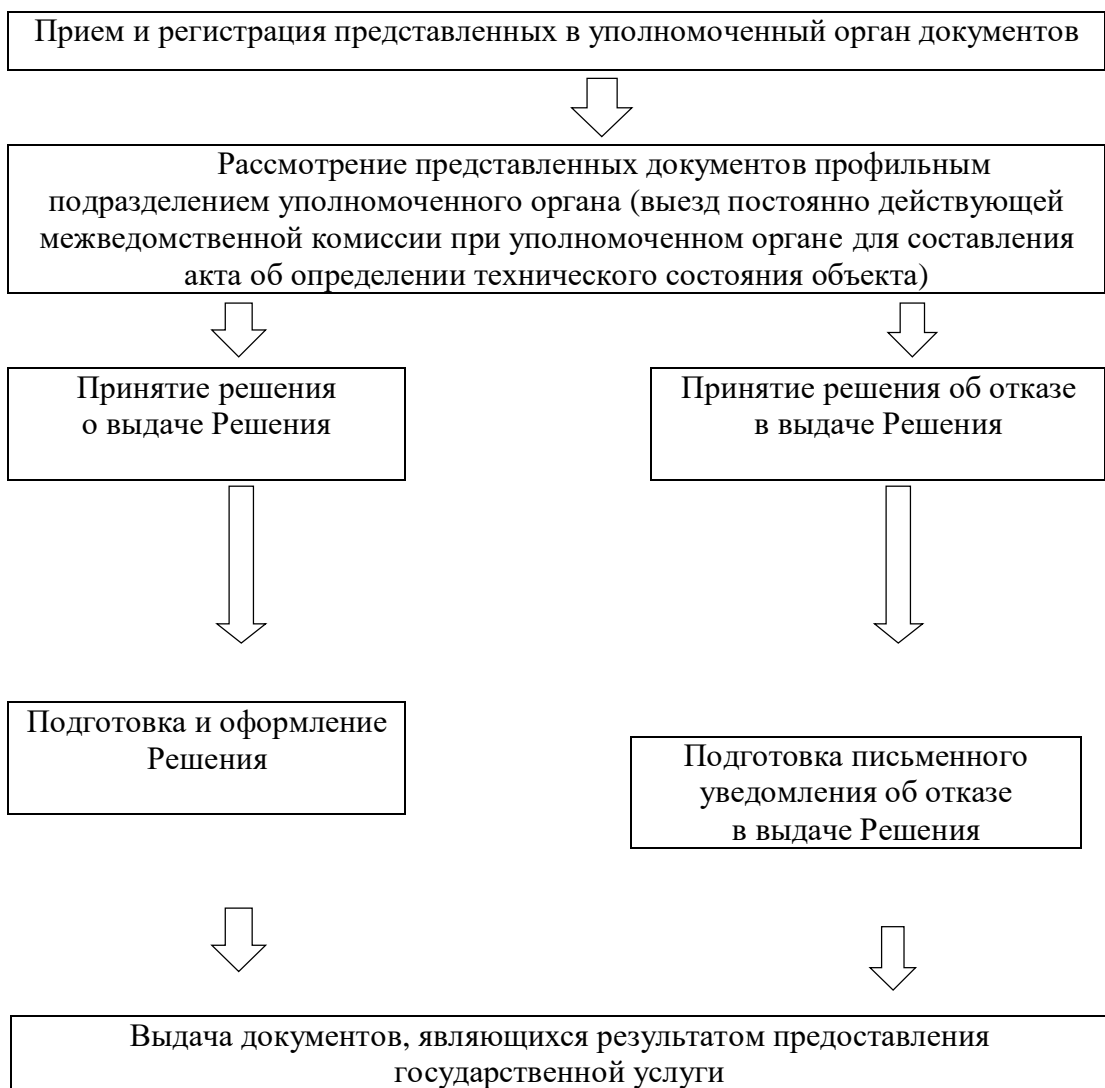 Прием и регистрация представленных в уполномоченный орган документов
Рассмотрение представленных документов профильным
подразделением уполномоченного органа (выезд постоянно действующей
межведомственной комиссии при уполномоченном органе для составления
акта об определении технического состояния объекта)
Принятие решения
о выдаче Решения
Принятие решения об отказе
в выдаче Решения
Подготовка и оформление
Решения
Подготовка письменного
уведомления об отказе
в выдаче Решения
Выдача документов, являющихся результатом предоставления
государственной услуги